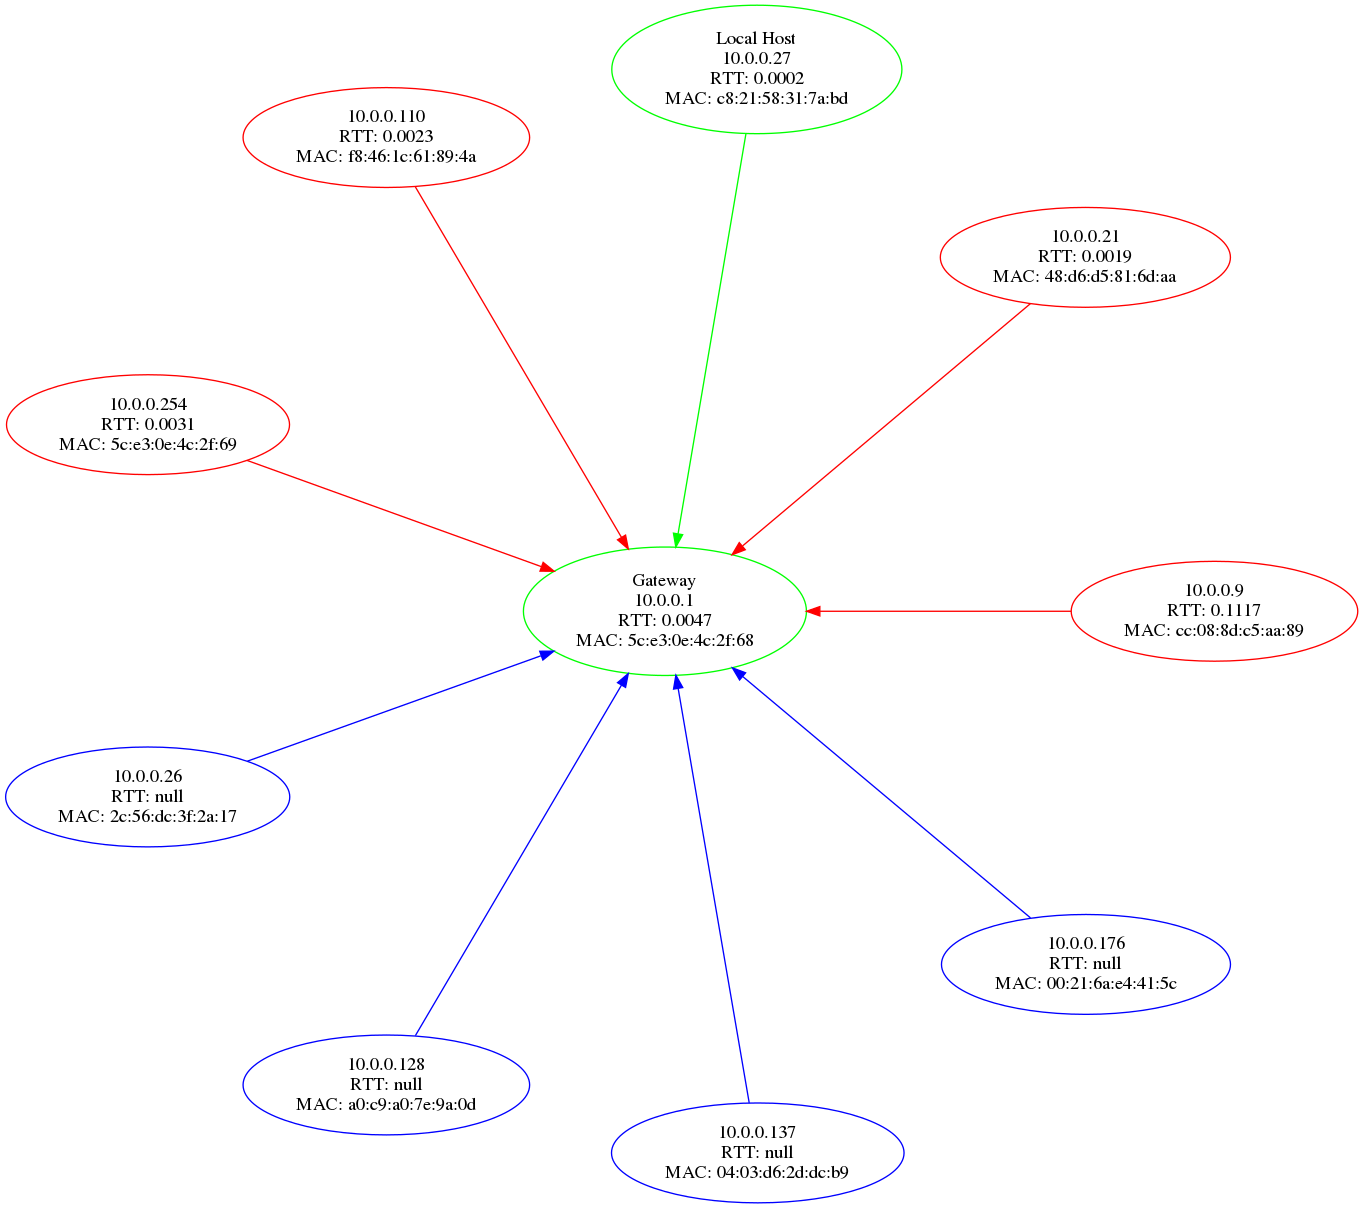 Local Host
10.0.0.27
RTT: 0.0002
MAC: c8:21:58:31:7a:bd
10.0.0.110
RTT: 0.0023
MAC: f8:46:1c:61:89:4a
10.0.0.21
RTT: 0.0019
MAC: 48:d6:d5:81:6d:aa
10.0.0.254
RTT: 0.0031
MAC: 5c:e3:0e:4c:2f:69
Gateway
10.0.0.1
RTT: 0.0047
MAC: 5c:e3:0e:4c:2f:68
10.0.0.9
RTT: 0.1117
MAC: cc:08:8d:c5:aa:89
10.0.0.26
RTT: null
MAC: 2c:56:dc:3f:2a:17
10.0.0.176
RTT: null
MAC: 00:21:6a:e4:41:5c
10.0.0.128
RTT: null
MAC: a0:c9:a0:7e:9a:0d
10.0.0.137
RTT: null
MAC: 04:03:d6:2d:dc:b9